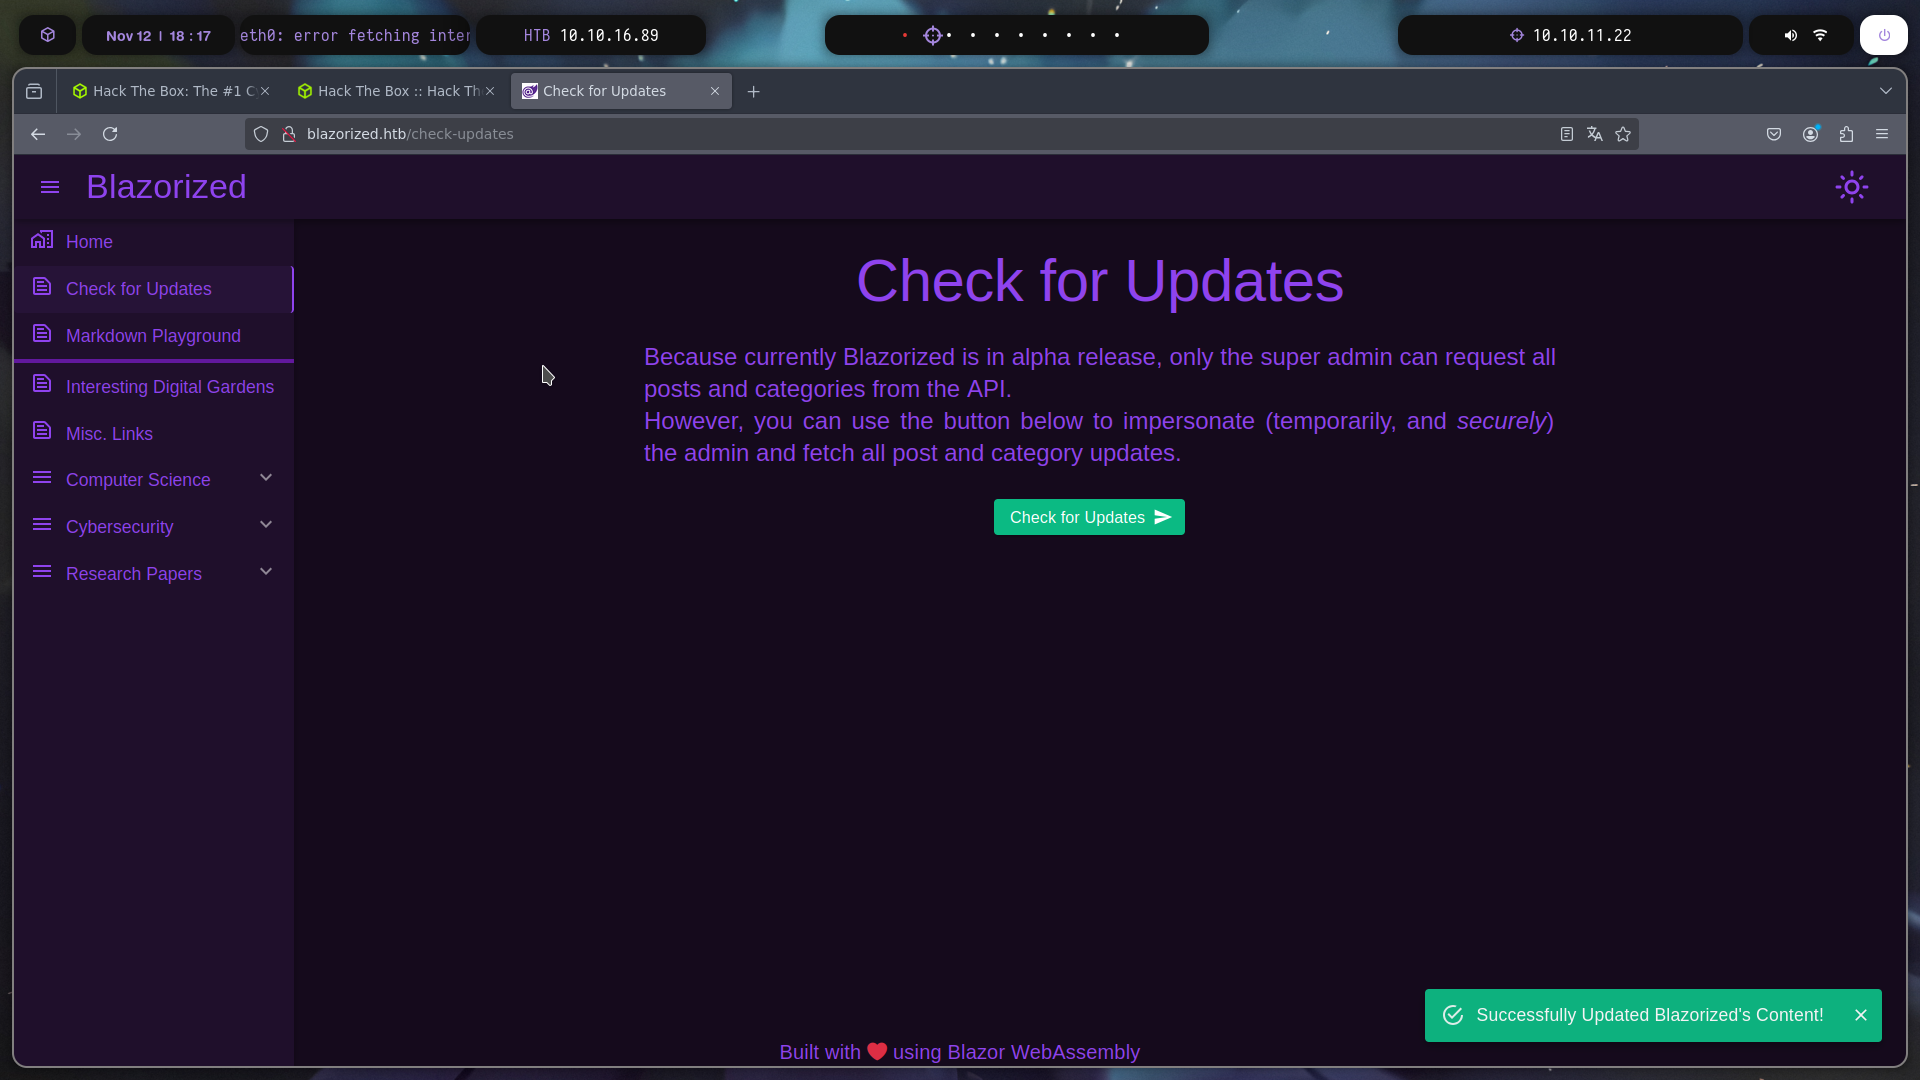 Nov 12 | 18 : 17
eth0: error fetching inter
HTB 10.10.16.89
10.10.11.22
Hack The Box: The #1 C
Hack The Box :: Hack Th
Check for Updates
blazorized.htb/check-updates
Blazorized
Home
Check for Updates
Markdown Playground
Interesting Digital Gardens
Misc. Links
Computer Science
Cybersecurity
Research Papers
Check for Updates
Because currently Blazorized is in alpha release, only the super admin can request all
posts and categories from the API.
However, you can use the button below to impersonate (temporarily, and securely)
the admin and fetch all post and category updates.
Check for Updates
Successfully Updated Blazorized's Content!
Built with ❤ using Blazor WebAssembly